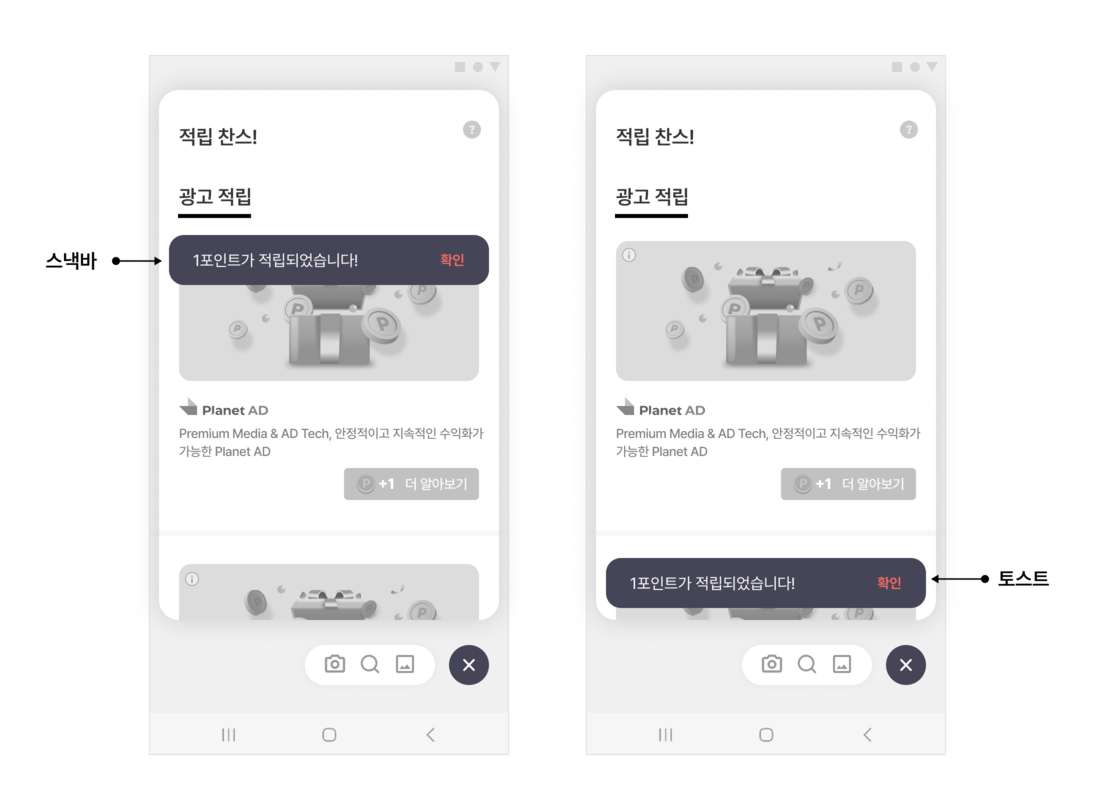 적립 찬스!
?
광고 적립
스낵바
1포인트가 적립되었습니다!
확인
P
P
P
P
Planet AD
Premium Media & AD Tech, 안정적이고 지속적인 수익화가
가능한 Planet AD
P +1 더 알아보기
i
P
적립 찬스!
?
광고 적립
i
P
P
P
P
Planet AD
Premium Media & AD Tech, 안정적이고 지속적인 수익화가
가능한 Planet AD
P +1 더 알아보기
1포인트가 적립되었습니다!
확인
P
토스트